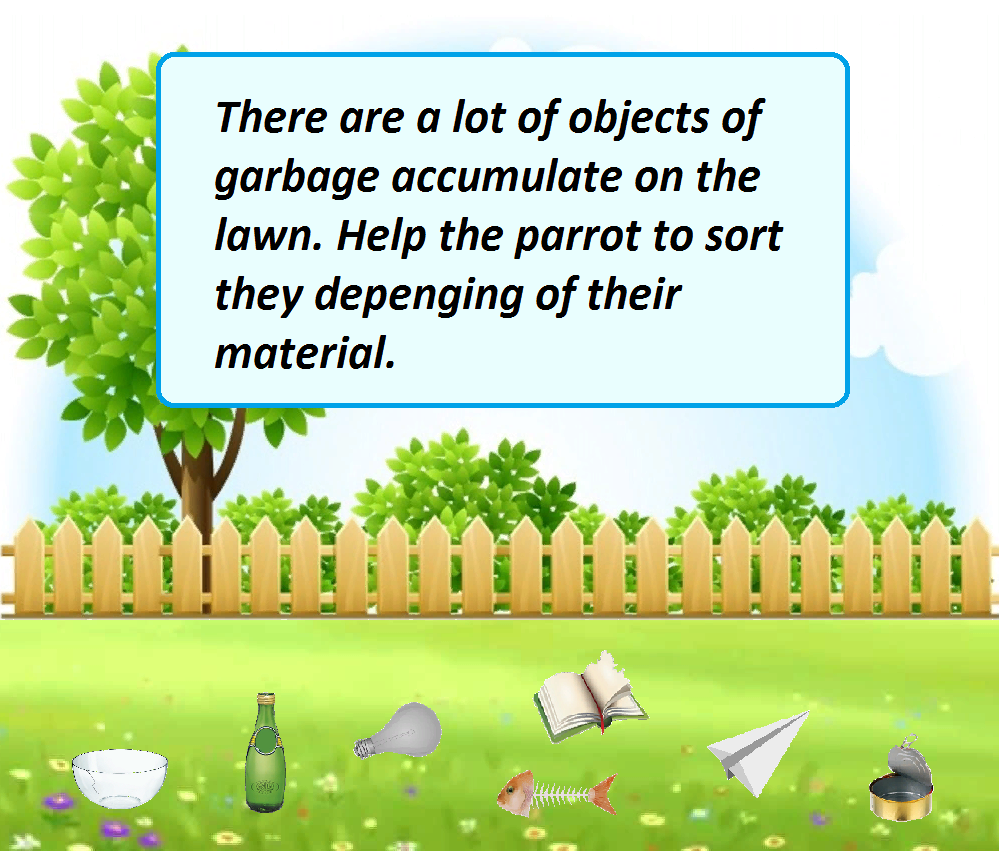 There are a lot of objects of
garbage accumulate on the
lawn. Help the parrot to sort
they depenging of their
material.